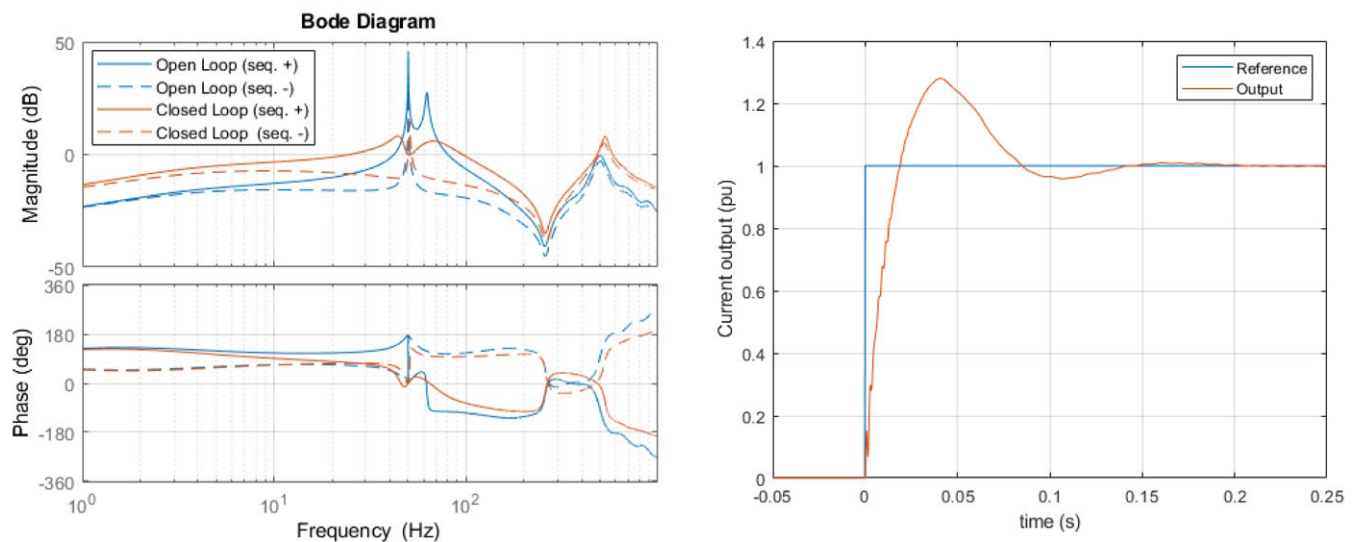 Bode Diagram
50
Open Loop (seq. +)
Open Loop (seq. -)
Closed Loop (seq. +)
Closed Loop (seq. -)
0
-50
Magnitude (dB)
360
180
0
-180
-360
Phase (deg)
10^0
10^1
10^2
Frequency (Hz)
1.4
1.2
1
0.8
0.6
0.4
0.2
0
Current output (pu)
Reference
Output
-0.05
0
0.05
0.1
0.15
0.2
0.25
time (s)